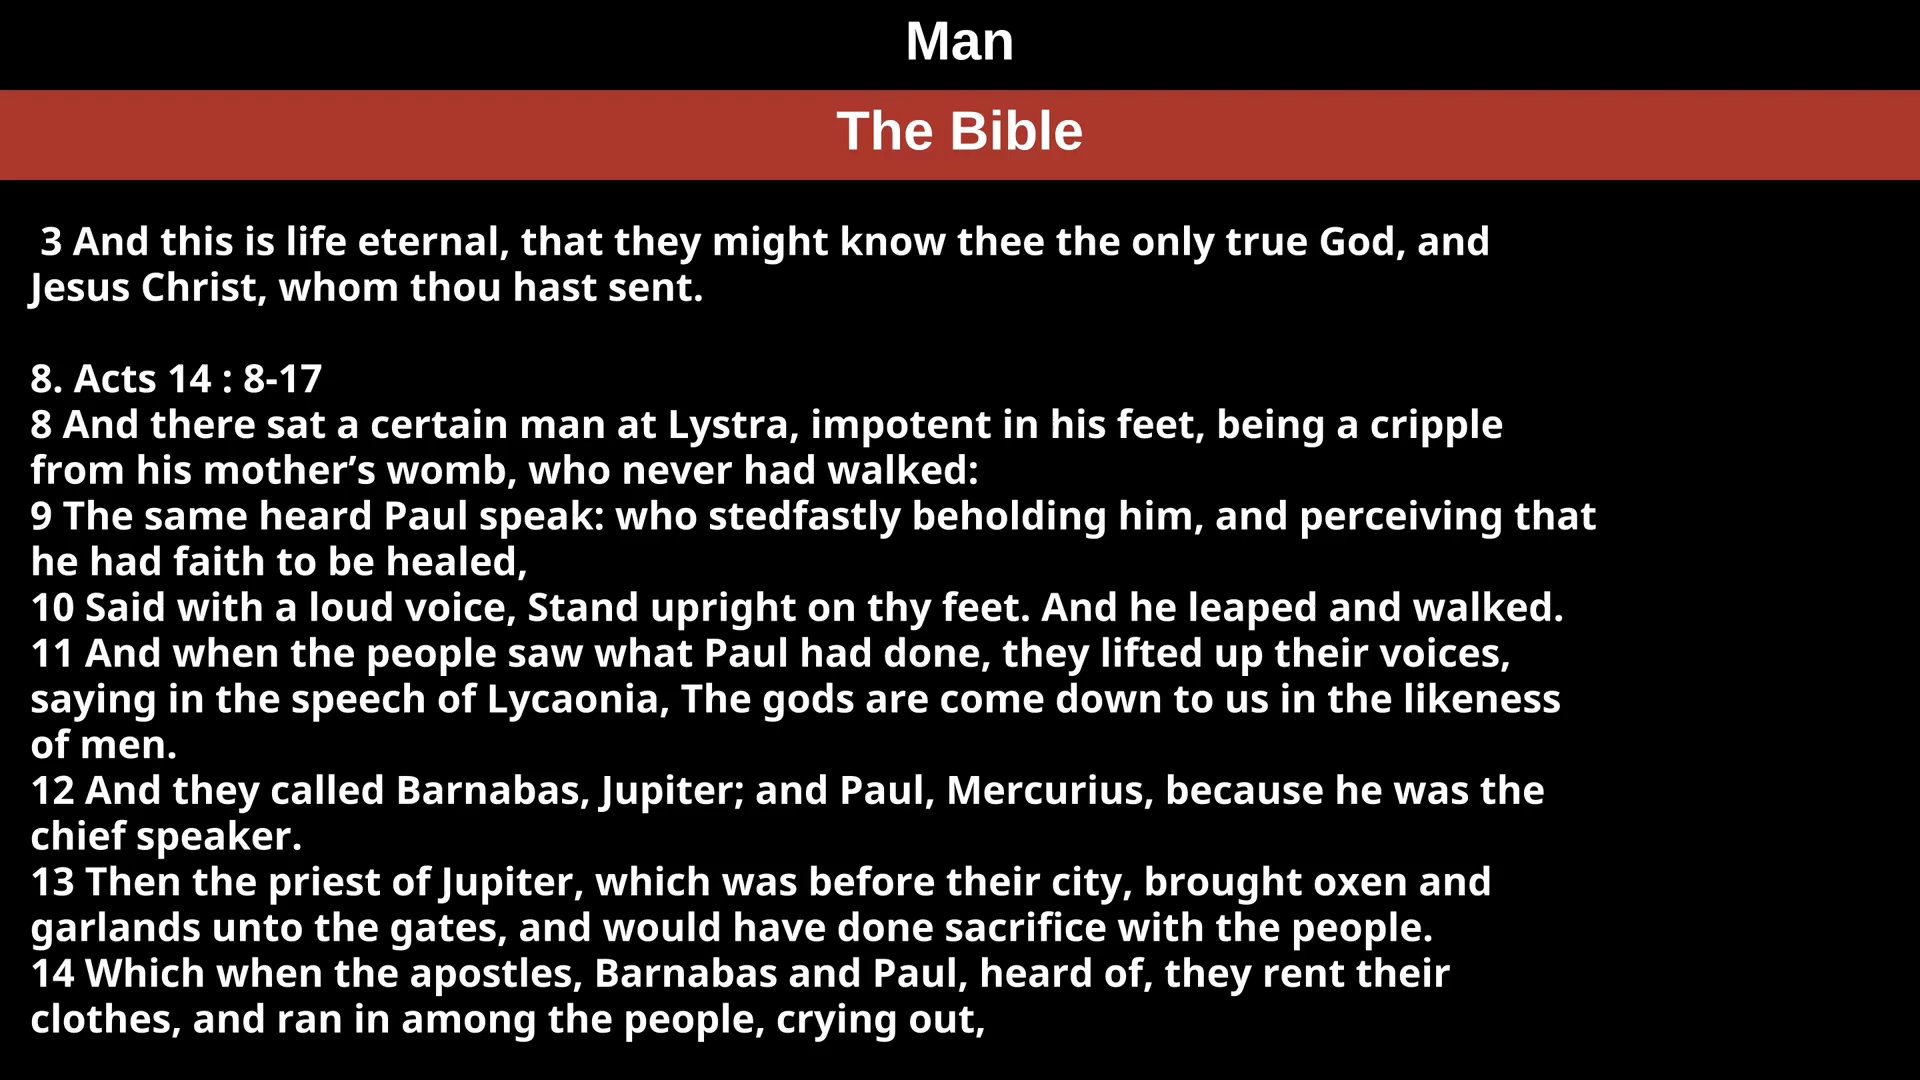 Man
The Bible
3 And this is life eternal, that they might know thee the only true God, and
Jesus Christ, whom thou hast sent.
8. Acts 14 : 8-17
8 And there sat a certain man at Lystra, impotent in his feet, being a cripple
from his mother’s womb, who never had walked:
9 The same heard Paul speak: who stedfastly beholding him, and perceiving that
he had faith to be healed,
10 Said with a loud voice, Stand upright on thy feet. And he leaped and walked.
11 And when the people saw what Paul had done, they lifted up their voices,
saying in the speech of Lycaonia, The gods are come down to us in the likeness
of men.
12 And they called Barnabas, Jupiter; and Paul, Mercurius, because he was the
chief speaker.
13 Then the priest of Jupiter, which was before their city, brought oxen and
garlands unto the gates, and would have done sacrifice with the people.
14 Which when the apostles, Barnabas and Paul, heard of, they rent their
clothes, and ran in among the people, crying out,